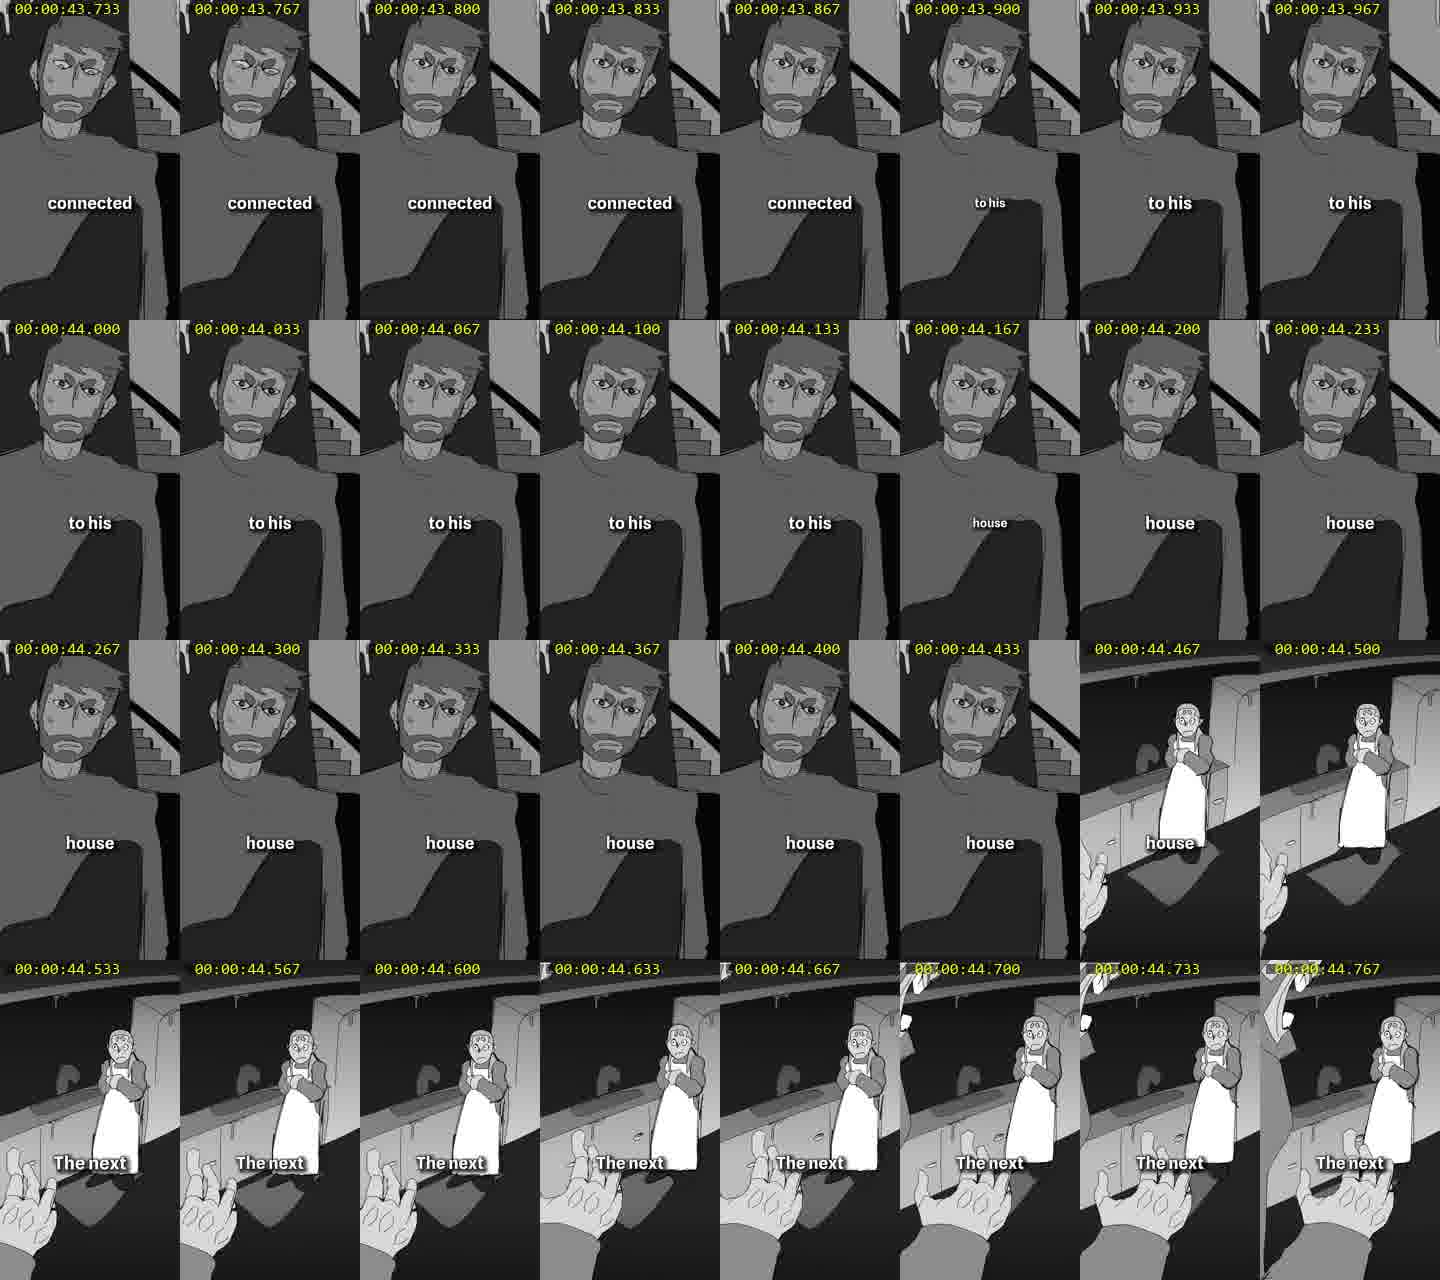 00:00:43.733 00:00:43.767 00:00:43.800 00:00:43.833 00:00:43.867 00:00:43.900 00:00:43.933 00:00:43.967
connected connected connected connected connected to his to his to his
00:00:44.000 00:00:44.033 00:00:44.067 00:00:44.100 00:00:44.133 00:00:44.167 00:00:44.200 00:00:44.233
to his to his to his to his to his house house house
00:00:44.267 00:00:44.300 00:00:44.333 00:00:44.367 00:00:44.400 00:00:44.433 00:00:44.467 00:00:44.500
house house house house house house house
00:00:44.533 00:00:44.567 00:00:44.600 00:00:44.633 00:00:44.667 00:00:44.700 00:00:44.733 00:00:44.767
The next The next The next The next The next The next The next The next